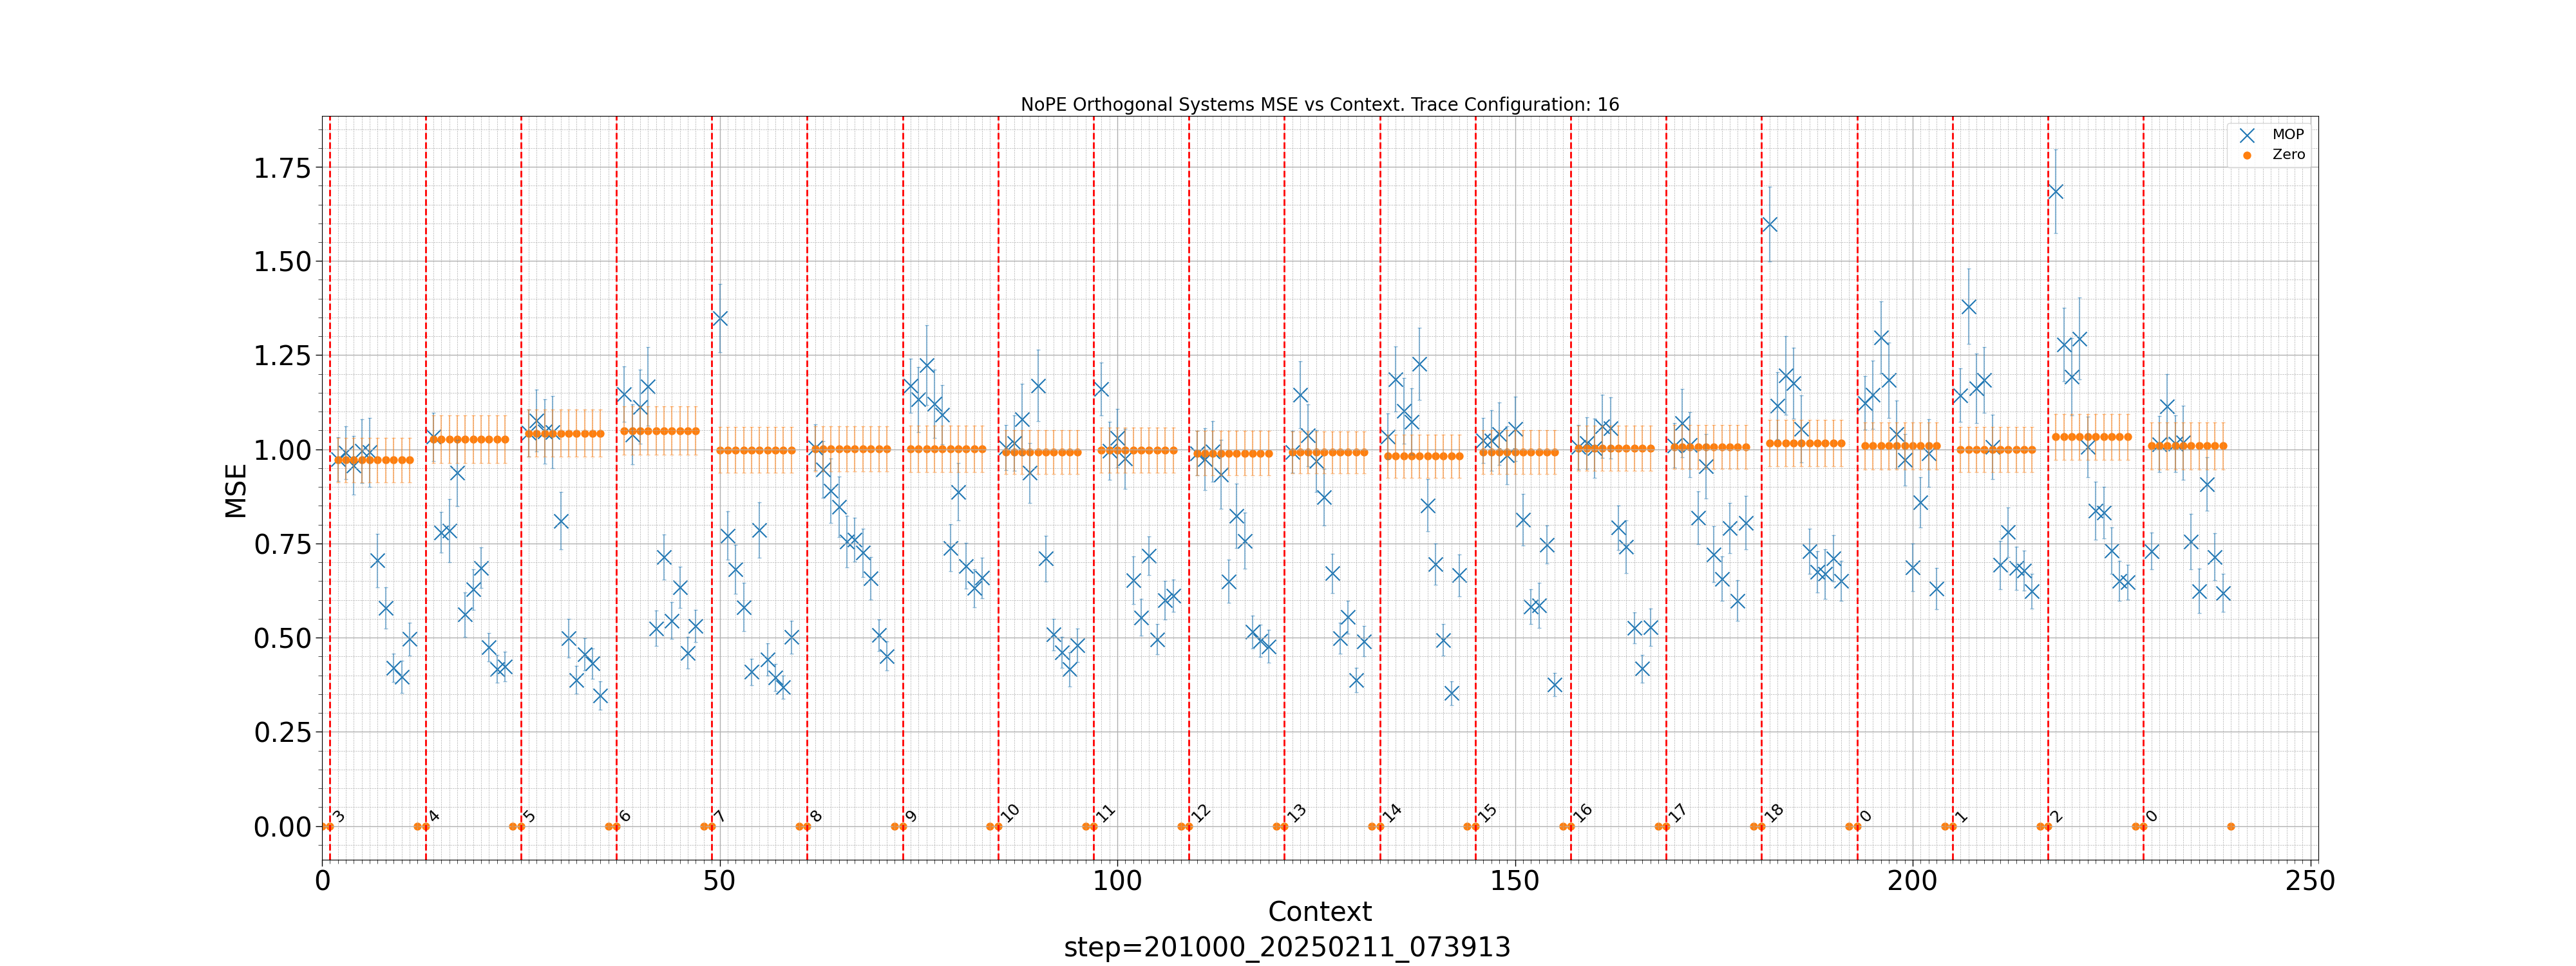 NoPE Orthogonal Systems MSE vs Context. Trace Configuration: 16
MOP
Zero
1.75
1.50
1.25
1.00
0.75
0.50
0.25
0.00
MSE
3 4 5 6 7 8 9 10 11 12 13 14 15 16 17 18 0 1 2 0
0 50 100 150 200 250
Context
step=201000_20250211_073913